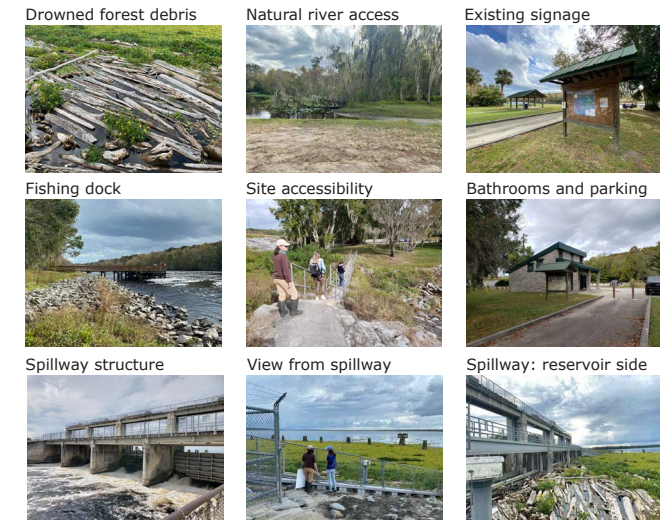 Drowned forest debris
Natural river access
Existing signage
Fishing dock
Site accessibility
Bathrooms and parking
Spillway structure
View from spillway
Spillway: reservoir side